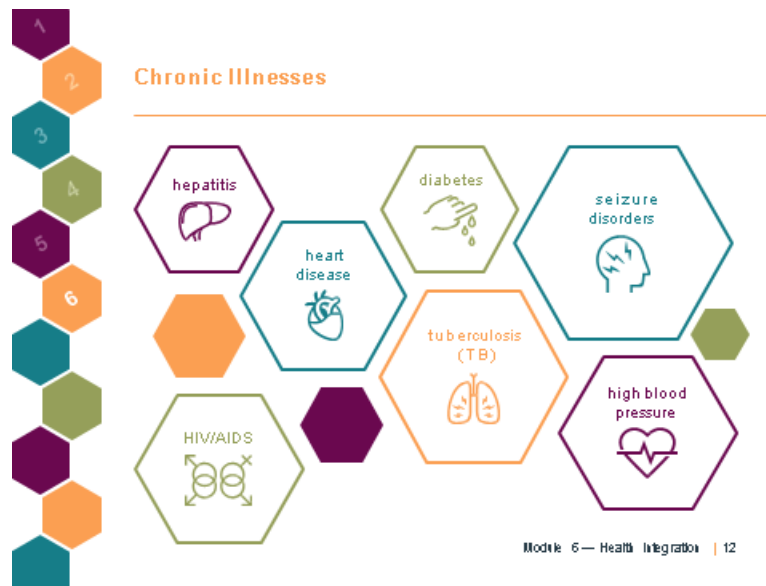 1
2
3
4
5
6
Chronic Illnesses
hepatitis
diabetes
seizure
disorders
heart
disease
tuberculosis
(TB)
high blood
pressure
HIV/AIDS
Module 6 — Health Integration | 12